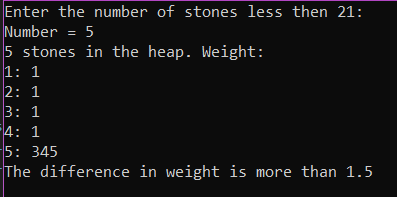 Enter the number of stones less then 21:
Number = 5
5 stones in the heap. Weight:
1: 1
2: 1
3: 1
4: 1
5: 345
The difference in weight is more than 1.5